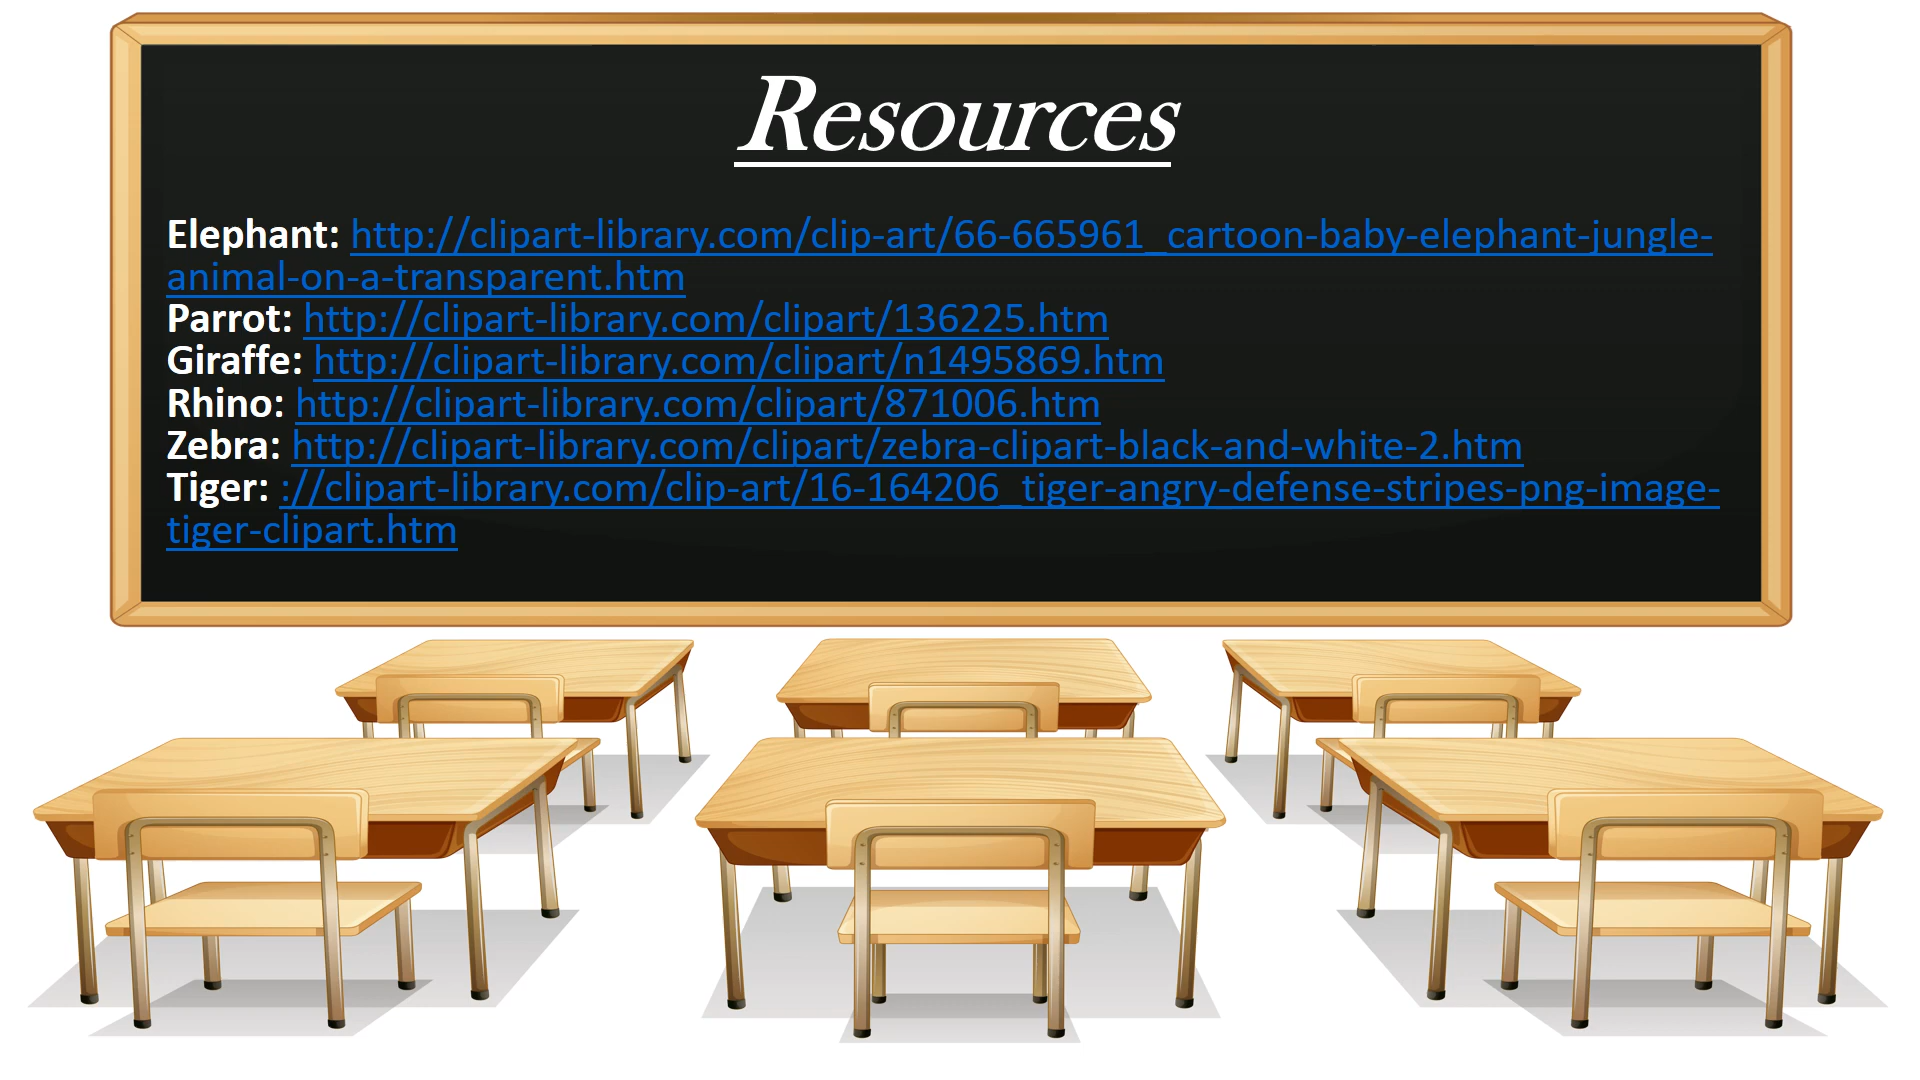 Resources
Elephant: http://clipart-library.com/clip-art/66-665961_cartoon-baby-elephant-jungle-
animal-on-a-transparent.htm
Parrot: http://clipart-library.com/clipart/136225.htm
Giraffe: http://clipart-library.com/clipart/n1495869.htm
Rhino: http://clipart-library.com/clipart/871006.htm
Zebra: http://clipart-library.com/clipart/zebra-clipart-black-and-white-2.htm
Tiger: ://clipart-library.com/clip-art/16-164206_tiger-angry-defense-stripes-png-image-
tiger-clipart.htm